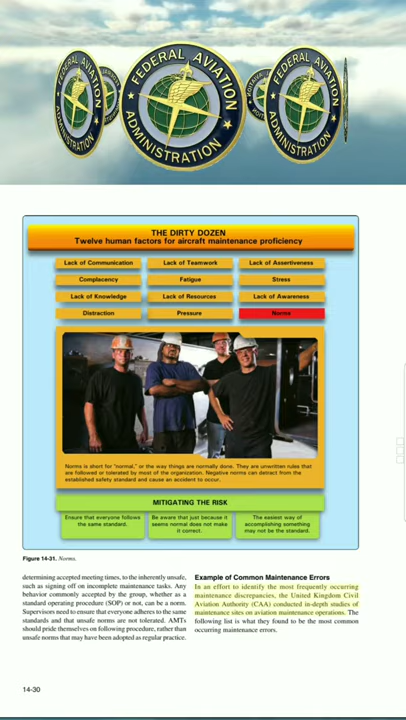 FEDERAL AVIATION
ADMINISTRATION
FEDERAL AVIATION
ADMINISTRATION
FEDERAL AVIATION
ADMINISTRATION
THE DIRTY DOZEN
Twelve human factors for aircraft maintenance proficiency
Lack of Communication Lack of Teamwork Lack of Assertiveness
Complacency Fatigue Stress
Lack of Knowledge Lack of Resources Lack of Awareness
Distraction Pressure Norms
Norms is short for "normal," or the way things are normally done. They are unwritten rules that
are followed or tolerated by most of the organization. Negative norms can detract from the
established safety standard and cause an accident to occur.
MITIGATING THE RISK
Ensure that everyone follows
the same standard.
Be aware that just because it
seems normal does not make
it correct.
The easiest way of
accomplishing something
may not be the standard.
Figure 14-31. Norms.
determining accepted meeting times, to the inherently unsafe,
such as signing off on incomplete maintenance tasks. Any
behavior commonly accepted by the group, whether as a
standard operating procedure (SOP) or not, can be a norm.
Supervisors need to ensure that everyone adheres to the same
standards and that unsafe norms are not tolerated. AMTs
should pride themselves on following procedure, rather than
unsafe norms that may have been adopted as regular practice.
Example of Common Maintenance Errors
In an effort to identify the most frequently occurring
maintenance discrepancies, the United Kingdom Civil
Aviation Authority (CAA) conducted in-depth studies of
maintenance sites on aviation maintenance operations. The
following list is what they found to be the most common
occurring maintenance errors.
14-30